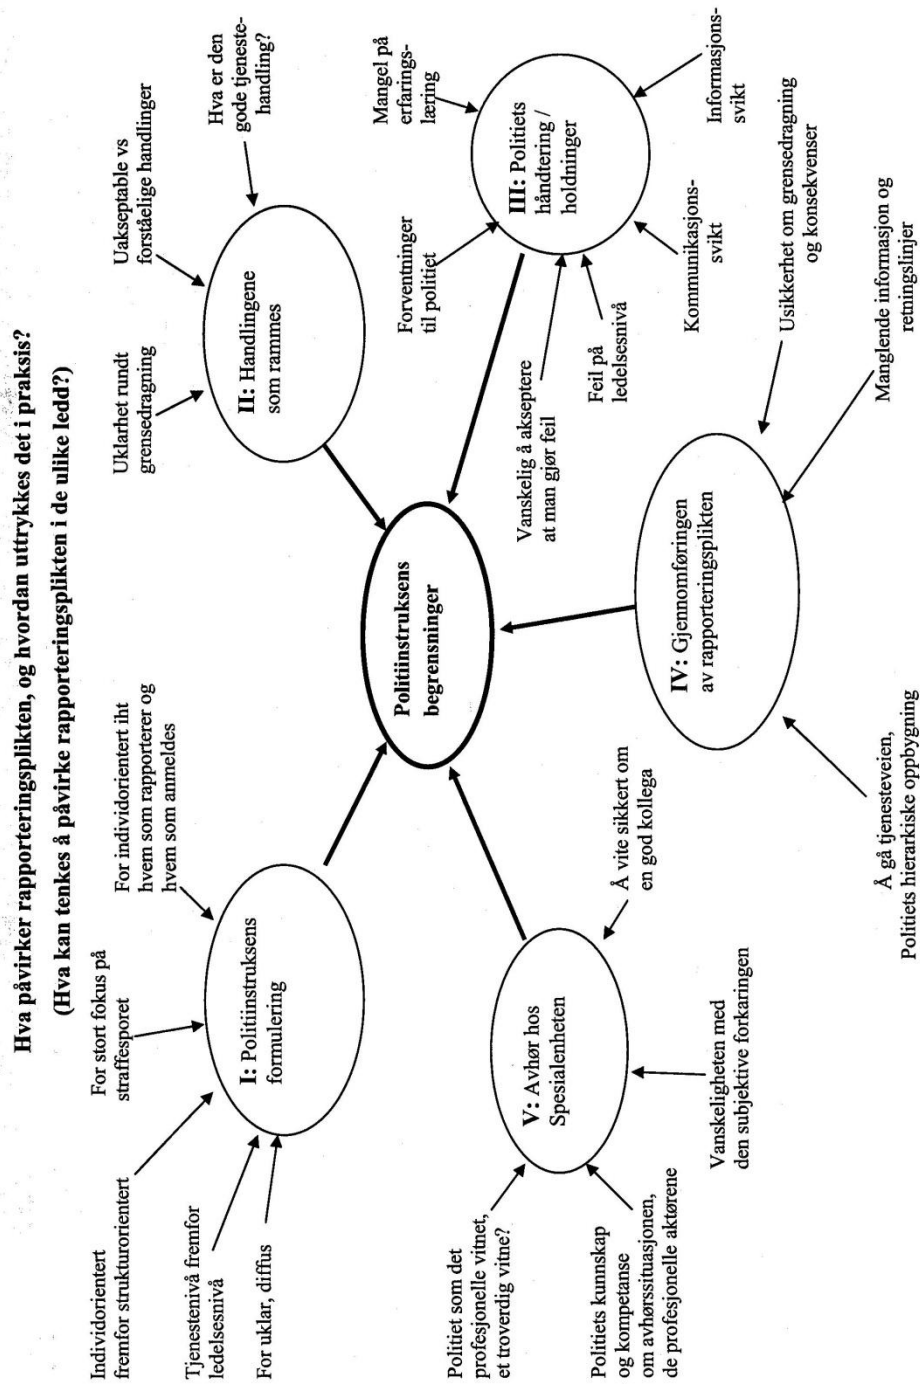 Hva påvirker rapporteringsplikten, og hvordan uttrykkes det i praksis?
(Hva kan tenkes å påvirke rapporteringsplikten i de ulike ledd?)
Individorientert
fremfor strukturorientert
For stort fokus på
straffesporet
For individorientert iht
hvem som rapporterer og
hvem som anmeldes
Tjenestenivå fremfor
ledelsesnivå
For uklar, diffus
I: Politiinstruksens
formulering
Uklarhet rundt
grensedragning
Uakseptable vs
forståelige handlinger
Hva er den
gode tjeneste-
handling?
II: Handlingene
som rammes
Politiinstruksens
begrensninger
Forventninger
til politiet
Mangel på
erfarings-
læring
III: Politiets
håndtering /
holdninger
Vanskelig å akseptere
at man gjør feil
Feil på
ledelsesnivå
Kommunikasjons-
svikt
Informasjons-
svikt
Politiet som det
profesjonelle vitnet,
et troverdig vitne?
Politiets kunnskap
og kompetanse
om avhørssituasjonen,
de profesjonelle aktørene
V: Avhør hos
Spesialenheten
Vanskeligheten med
den subjektive forkaringen
Å vite sikkert om
en god kollega
IV: Gjennomføringen
av rapporteringsplikten
Å gå tjenesteveien,
Politiets hierarkiske oppbygning
Usikkerhet om grensedragning
og konsekvenser
Manglende informasjon og
retningslinjer